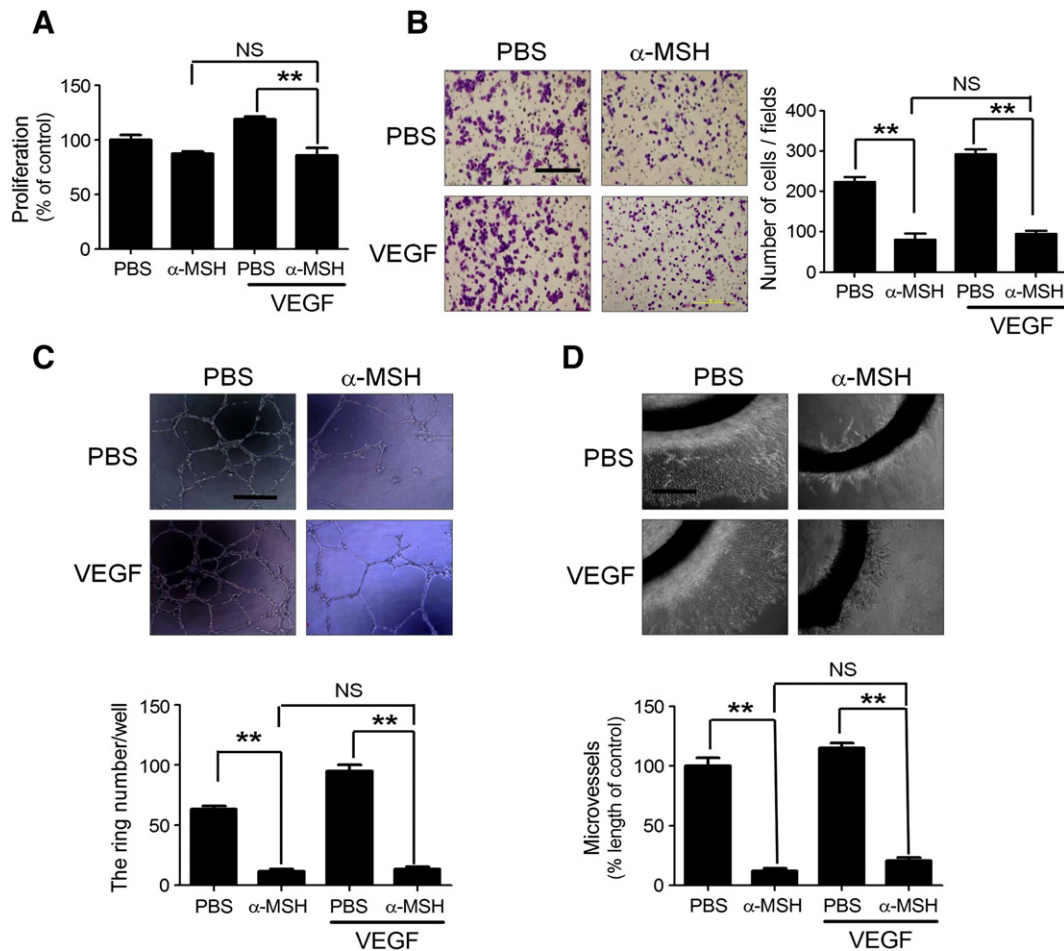 A
NS
**
Proliferation
(% of control)
150
100
50
0
PBS
α-MSH
PBS
α-MSH
VEGF
B
PBS
α-MSH
PBS
VEGF
NS
**
**
Number of cells / fields
400
300
200
100
0
PBS
α-MSH
PBS
α-MSH
VEGF
C
PBS
α-MSH
PBS
VEGF
NS
**
**
The ring number/well
150
100
50
0
PBS
α-MSH
PBS
α-MSH
VEGF
D
PBS
α-MSH
PBS
VEGF
NS
**
**
Microvessels
(% length of control)
150
100
50
0
PBS
α-MSH
PBS
α-MSH
VEGF